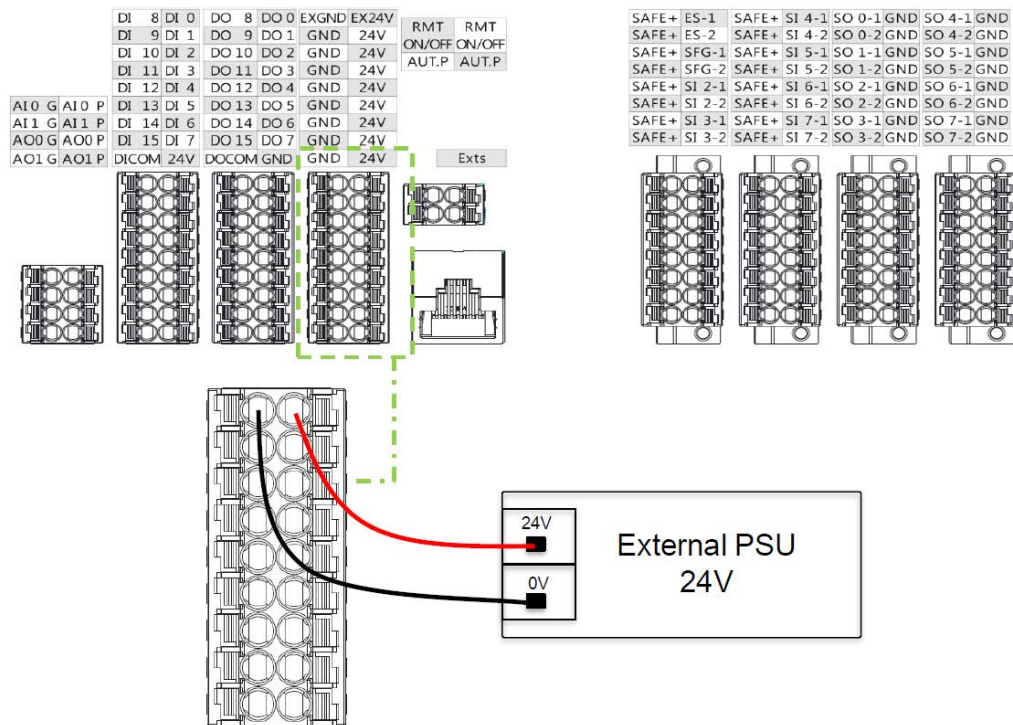 DI 8 DI 0 DO 8 DO 0 EXGND EX24V
DI 9 DI 1 DO 9 DO 1 GND 24V
DI 10 DI 2 DO 10 DO 2 GND 24V
DI 11 DI 3 DO 11 DO 3 GND 24V
DI 12 DI 4 DO 12 DO 4 GND 24V
AI0 G AI0 P DI 13 DI 5 DO 13 DO 5 GND 24V
AI1 G AI1 P DI 14 DI 6 DO 14 DO 6 GND 24V
AO0 G AO0 P DI 15 DI 7 DO 15 DO 7 GND 24V
AO1 G AO1 P DICOM 24V DOCOM GND GND 24V
RMT RMT
ON/OFF ON/OFF
AUT.P AUT.P
Exts
SAFE+ ES-1 SAFE+ SI 4-1 SO 0-1 GND SO 4-1 GND
SAFE+ ES-2 SAFE+ SI 4-2 SO 0-2 GND SO 4-2 GND
SAFE+ SFG-1 SAFE+ SI 5-1 SO 1-1 GND SO 5-1 GND
SAFE+ SFG-2 SAFE+ SI 5-2 SO 1-2 GND SO 5-2 GND
SAFE+ SI 2-1 SAFE+ SI 6-1 SO 2-1 GND SO 6-1 GND
SAFE+ SI 2-2 SAFE+ SI 6-2 SO 2-2 GND SO 6-2 GND
SAFE+ SI 3-1 SAFE+ SI 7-1 SO 3-1 GND SO 7-1 GND
SAFE+ SI 3-2 SAFE+ SI 7-2 SO 3-2 GND SO 7-2 GND
24V
0V
External PSU
24V